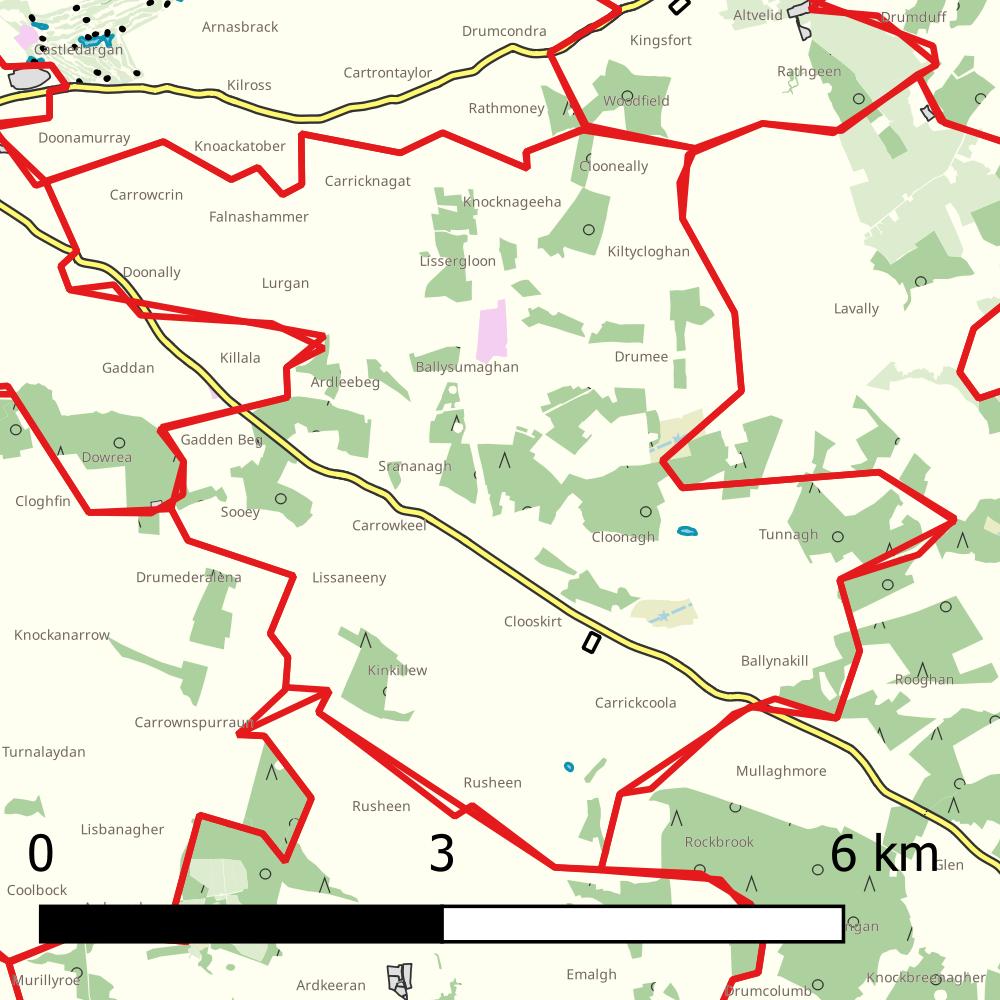 Altvelid
Drumduff
Arnasbrack
Drumcondra
Kingsfort
Castledargan
Cartrontaylor
Rathgeen
Kilross
Woodfield
Rathmoney
Doonamurray
Knoackatober
Clooneally
Carricknagat
Carrowcrin
Knocknageeha
Falnashammer
Kiltycloghan
Lissergloon
Doonally
Lurgan
Lavally
Killala
Drumee
Gaddan
Ballysumaghan
Ardleebeg
Gadden Beg
Dowrea
Srananagh
Cloghfin
Sooey
Carrowkeel
Tunnagh
Cloonagh
Drumederalena
Lissaneeny
Clooskirt
Knockanarrow
Ballynakill
Kinkillew
Rooghan
Carrickcoola
Carrownspurraun
Turnalaydan
Mullaghmore
Rusheen
Rusheen
Lisbanagher
Rockbrook
0 3 6 km
Glen
Coolbock
Emalgh
Murillyroe
Knockbreenagher
Ardkeeran
Drumcolumb